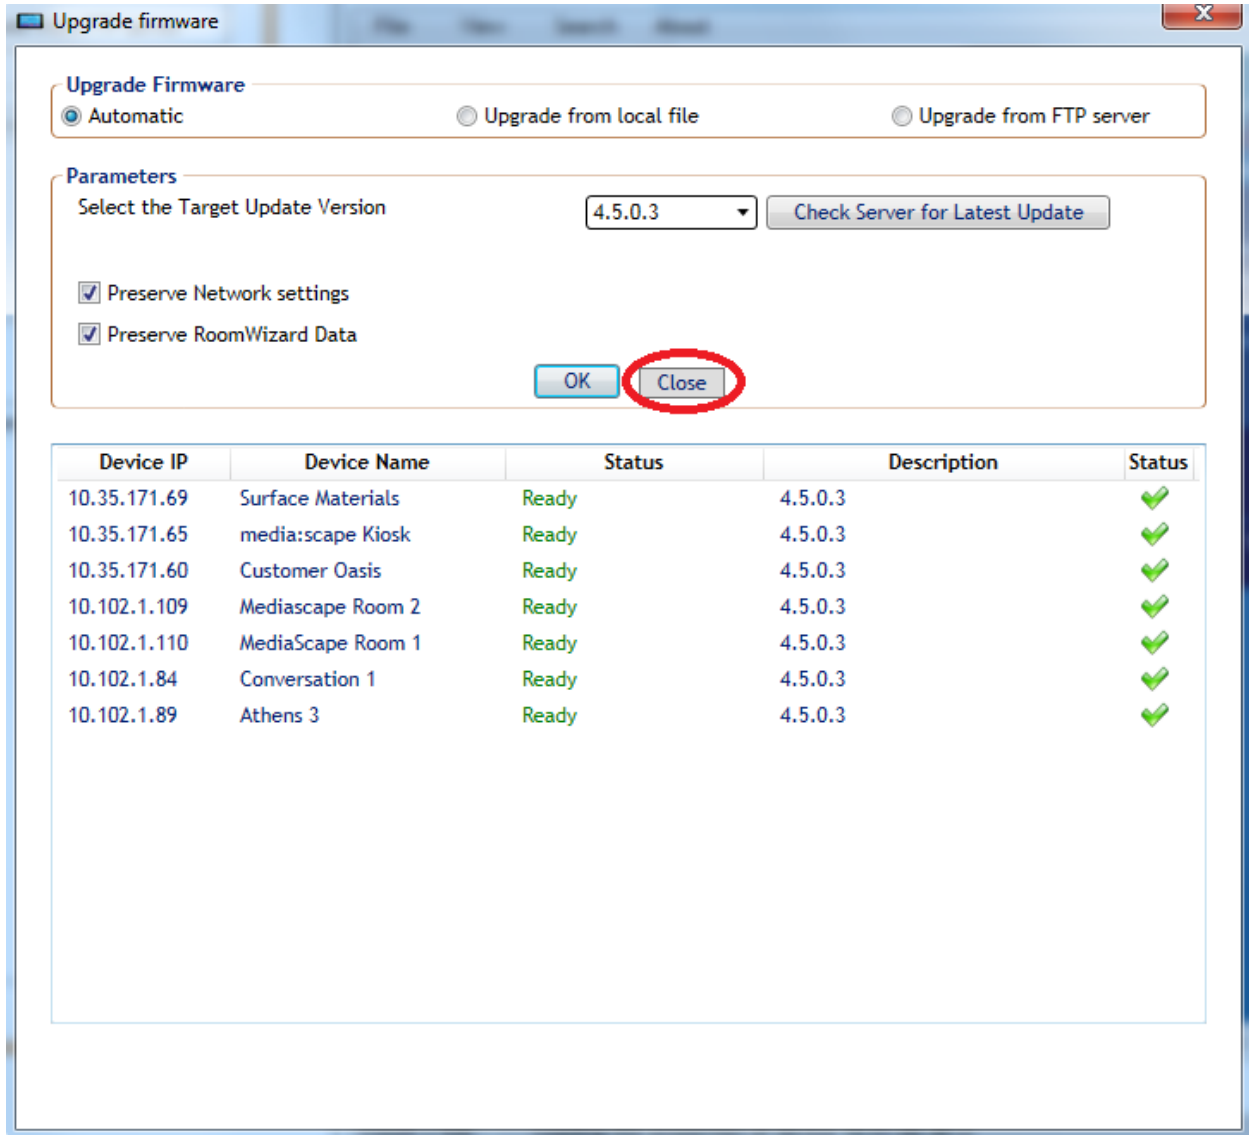 Upgrade firmware
File View Search About
Upgrade Firmware
Automatic Upgrade from local file Upgrade from FTP server
Parameters
Select the Target Update Version 4.5.0.3 Check Server for Latest Update
Preserve Network settings
Preserve RoomWizard Data
OK Close
Device IP Device Name Status Description Status
10.35.171.69 Surface Materials Ready 4.5.0.3
10.35.171.65 media:scape Kiosk Ready 4.5.0.3
10.35.171.60 Customer Oasis Ready 4.5.0.3
10.102.1.109 Mediascape Room 2 Ready 4.5.0.3
10.102.1.110 MediaScape Room 1 Ready 4.5.0.3
10.102.1.84 Conversation 1 Ready 4.5.0.3
10.102.1.89 Athens 3 Ready 4.5.0.3